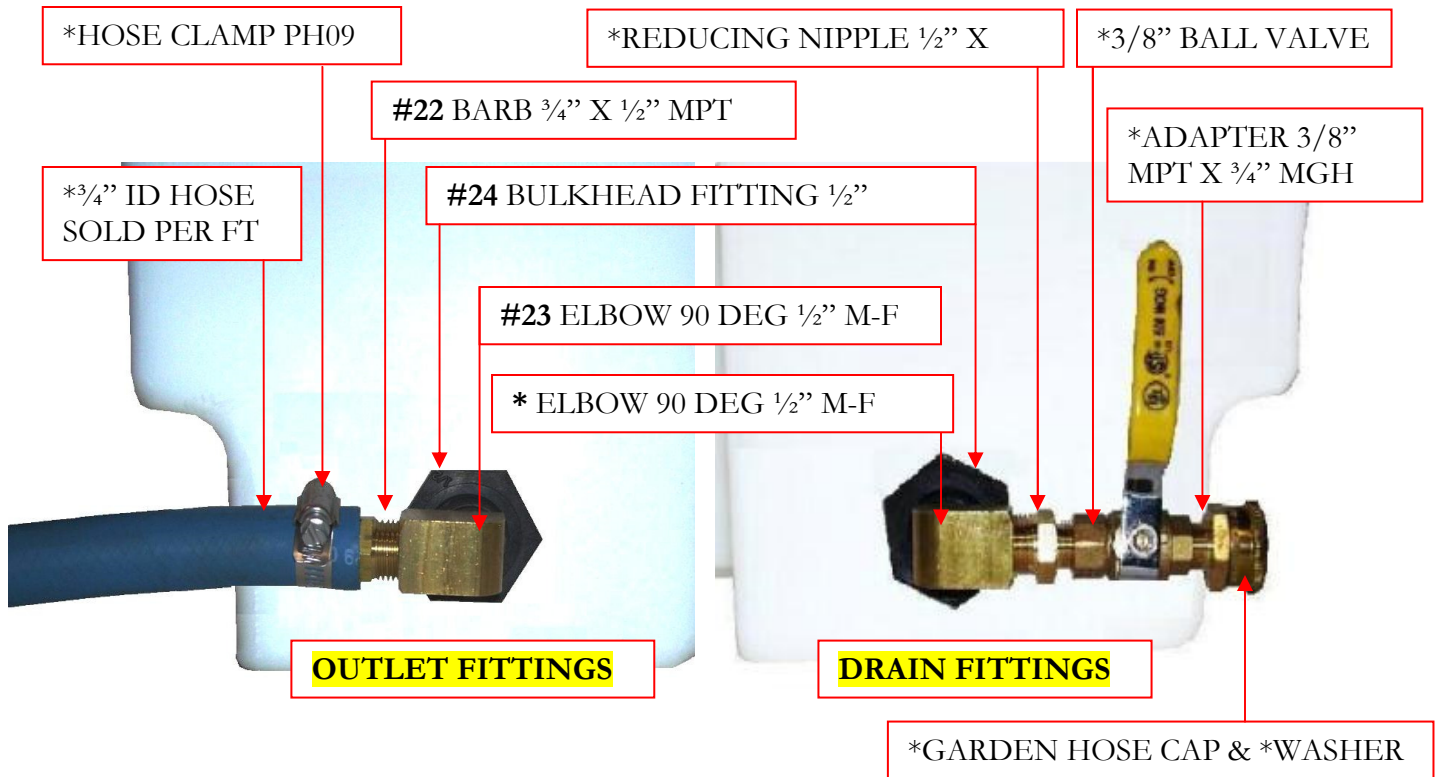 *HOSE CLAMP PH09
*REDUCING NIPPLE ½” X
*3/8” BALL VALVE
#22 BARB ¾” X ½” MPT
*ADAPTER 3/8”
MPT X ¾” MGH
*¾” ID HOSE
SOLD PER FT
#24 BULKHEAD FITTING ½”
#23 ELBOW 90 DEG ½” M-F
* ELBOW 90 DEG ½” M-F
OUTLET FITTINGS
DRAIN FITTINGS
*GARDEN HOSE CAP & *WASHER